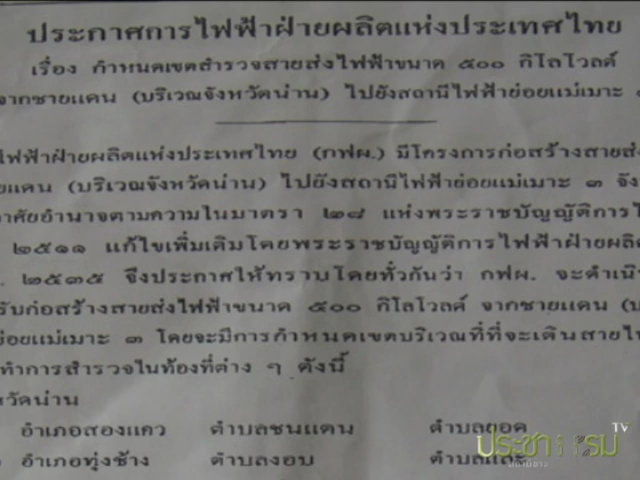 ประกาศการไฟฟ้าฝ่ายผลิตแห่งประเทศไทย
เรื่อง กำหนดเขตสำรวจสายส่งไฟฟ้าขนาด ๕๐๐ กิโลโวลต์
จากชายแดน (บริเวณจังหวัดน่าน) ไปยังสถานีไฟฟ้าย่อยแม่เมาะ
ไฟฟ้าฝ่ายผลิตแห่งประเทศไทย (กฟผ.) มีโครงการก่อสร้างสายส่ง
ยแดน (บริเวณจังหวัดน่าน) ไปยังสถานีไฟฟ้าย่อยแม่เมาะ ๓ จัง
าศัยอำนาจตามความในมาตรา ๒๘ แห่งพระราชบัญญัติการไ
๒๕๑๑ แก้ไขเพิ่มเติมโดยพระราชบัญญัติการไฟฟ้าฝ่ายผลิ
. ๒๕๓๕ จึงประกาศให้ทราบโดยทั่วกันว่า กฟผ. จะดำเนิ
รับก่อสร้างสายส่งไฟฟ้าขนาด ๕๐๐ กิโลโวลต์ จากชายแดน (บ
ย่อยแม่เมาะ ๓ โดยจะมีการกำหนดเขตบริเวณที่ที่จะเดินสายไ
ทำการสำรวจในท้องที่ต่าง ๆ ดังนี้
หวัดน่าน
อำเภอสองแคว ตำบลชนแดน ตำบลยอด
อำเภอทุ่งช้าง ตำบลงอบ ตำบลและ
ประชาธรรม Tv